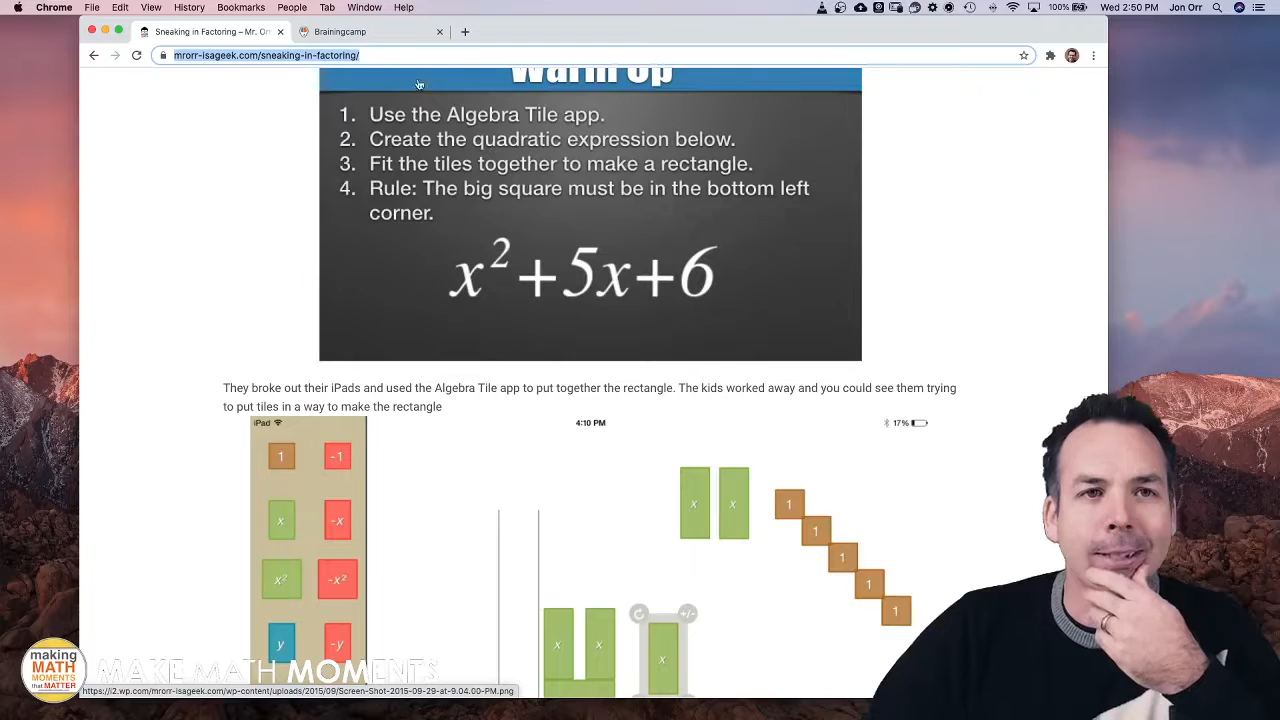 Chrome File Edit View History Bookmarks People Tab Window Help
100% Wed 2:50 PM Jon Orr
Sneaking in Factoring – Mr. Or
Brainingcamp
mrorr-isageek.com/sneaking-in-factoring/
Warm Up
1. Use the Algebra Tile app.
2. Create the quadratic expression below.
3. Fit the tiles together to make a rectangle.
4. Rule: The big square must be in the bottom left
corner.
x²+5x+6
They broke out their iPads and used the Algebra Tile app to put together the rectangle. The kids worked away and you could see them trying
to put tiles in a way to make the rectangle
iPad 4:10 PM 17%
1 -1
x -x
x² -x²
y -y
x x
1
1
1
1
1
+/-
x x x
making
MATH
MOMENTS
that MATTER
MAKE MATH MOMENTS
https://i2.wp.com/mrorr-isageek.com/wp-content/uploads/2015/09/Screen-Shot-2015-09-29-at-9.04.00-PM.png